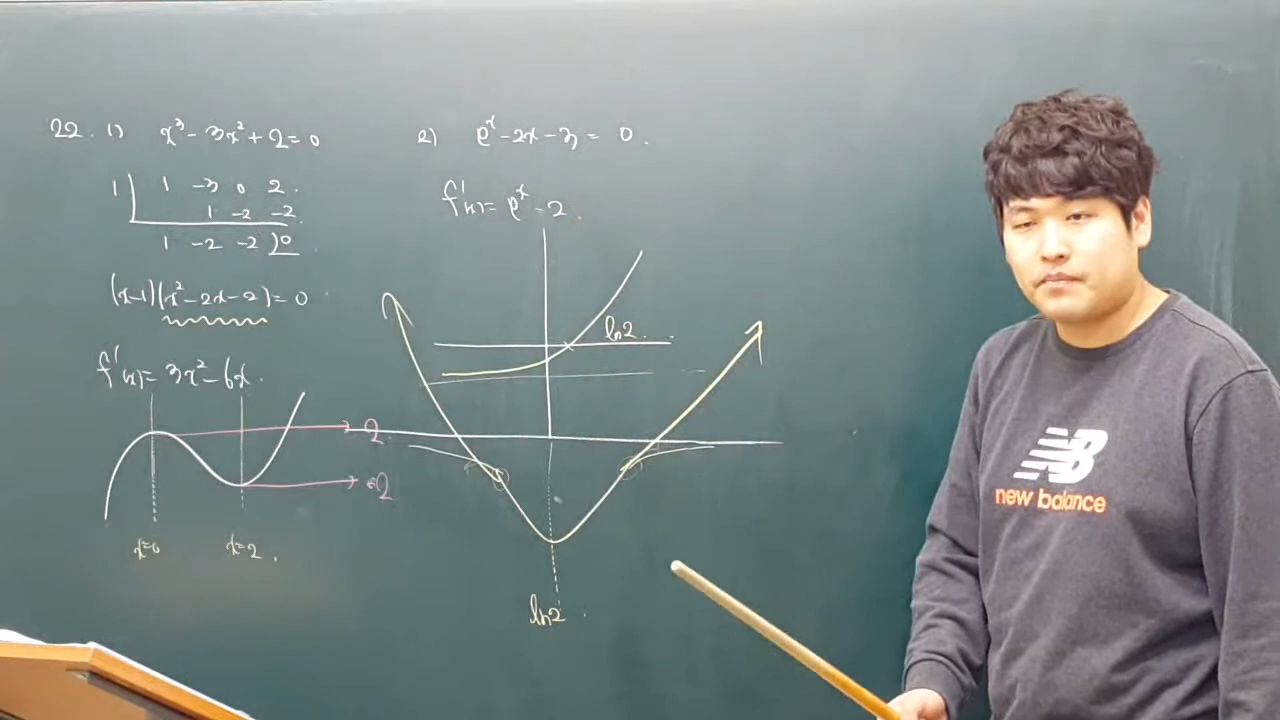 22. 1) x³-3x²+2=0
1 1 -3 0 2.
1 -2 -2.
1 -2 -2 0
(x-1)(x²-2x-2)=0
f'(x)=3x²-6x.
2
-2
x=0 x=2.
2) eˣ-2x-3=0.
f'(x)=eˣ-2.
ln2.
ln2.
NB
new balance